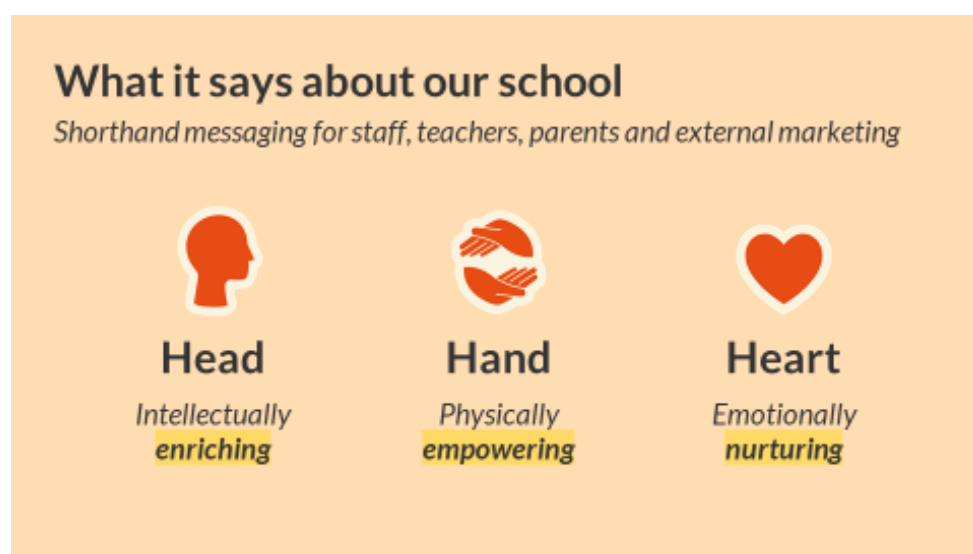 What it says about our school
Shorthand messaging for staff, teachers, parents and external marketing
Head
Hand
Heart
Intellectually
enriching
Physically
empowering
Emotionally
nurturing